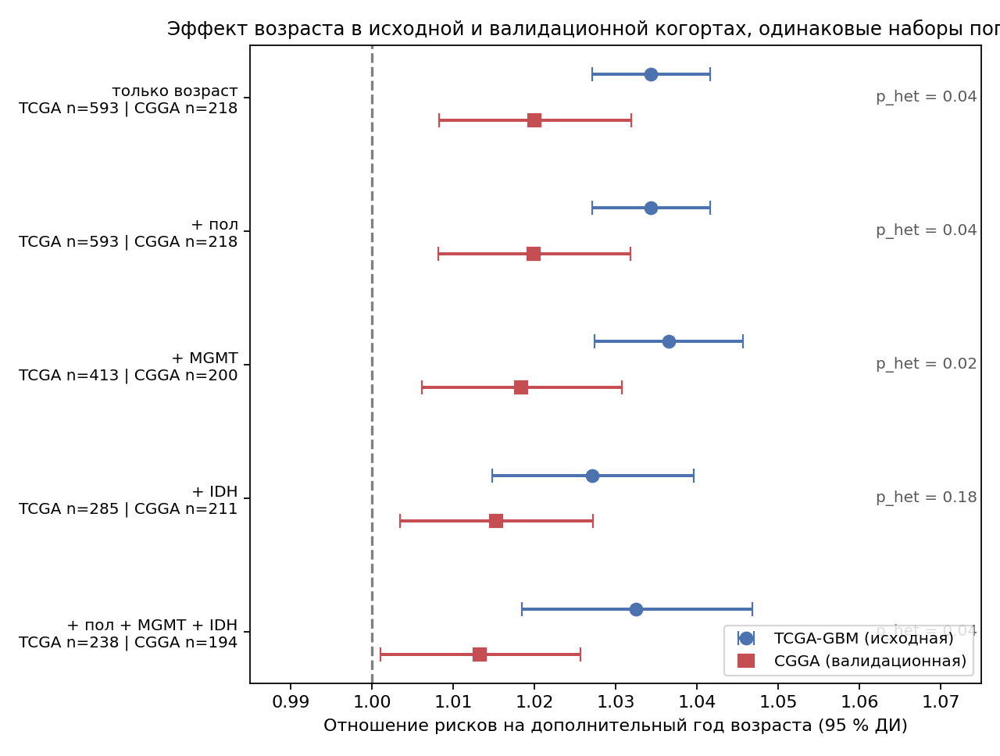 Эффект возраста в исходной и валидационной когортах, одинаковые наборы
только возраст
TCGA n=593 | CGGA n=218
p_het = 0.04
+ пол
TCGA n=593 | CGGA n=218
p_het = 0.04
+ MGMT
TCGA n=413 | CGGA n=200
p_het = 0.02
+ IDH
TCGA n=285 | CGGA n=211
p_het = 0.18
+ пол + MGMT + IDH
TCGA n=238 | CGGA n=194
p_het = 0.04
TCGA-GBM (исходная)
CGGA (валидационная)
0.99 1.00 1.01 1.02 1.03 1.04 1.05 1.06 1.07
Отношение рисков на дополнительный год возраста (95 % ДИ)